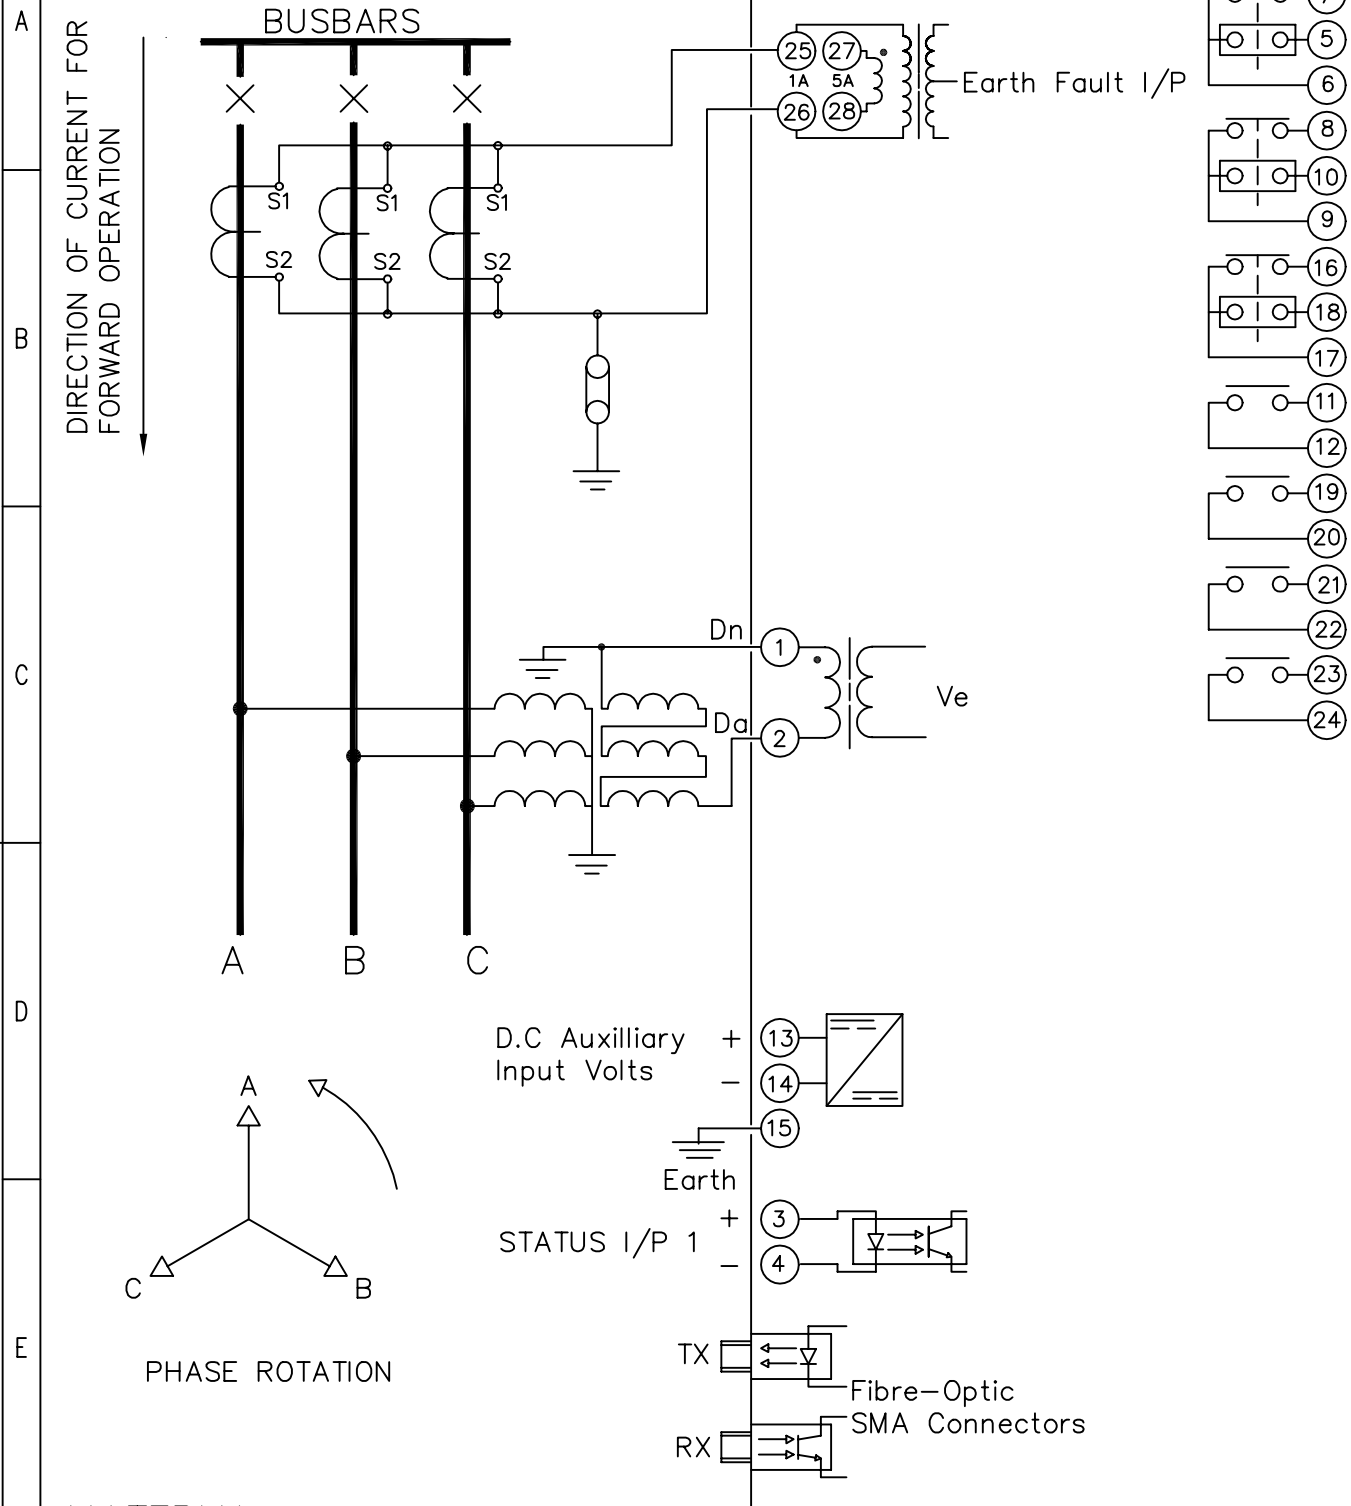 A
BUSBARS
DIRECTION OF CURRENT FOR
FORWARD OPERATION
25
27
1A
5A
26
28
Earth Fault I/P
5
6
8
10
9
16
18
17
11
12
19
20
21
22
23
24
S1
S1
S1
S2
S2
S2
B
C
Dn
1
Da
2
Ve
A
B
C
D
D.C Auxilliary
Input Volts
+
13
–
14
15
Earth
STATUS I/P 1
+
3
–
4
A
C
B
PHASE ROTATION
E
TX
Fibre–Optic
SMA Connectors
RX